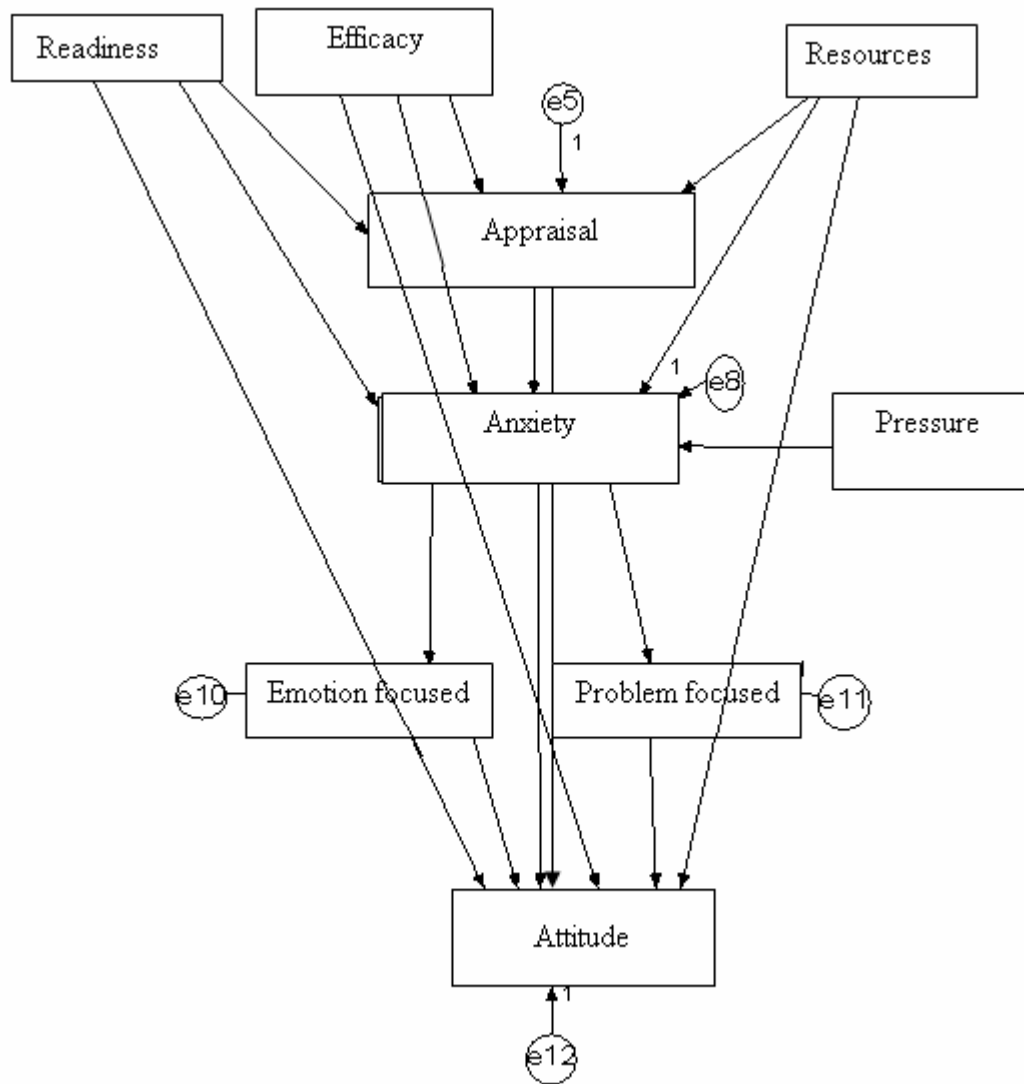 Readiness
Efficacy
Resources
e5
1
Appraisal
1
e8
Anxiety
Pressure
e10
Emotion focused
Problem focused
e11
Attitude
1
e12